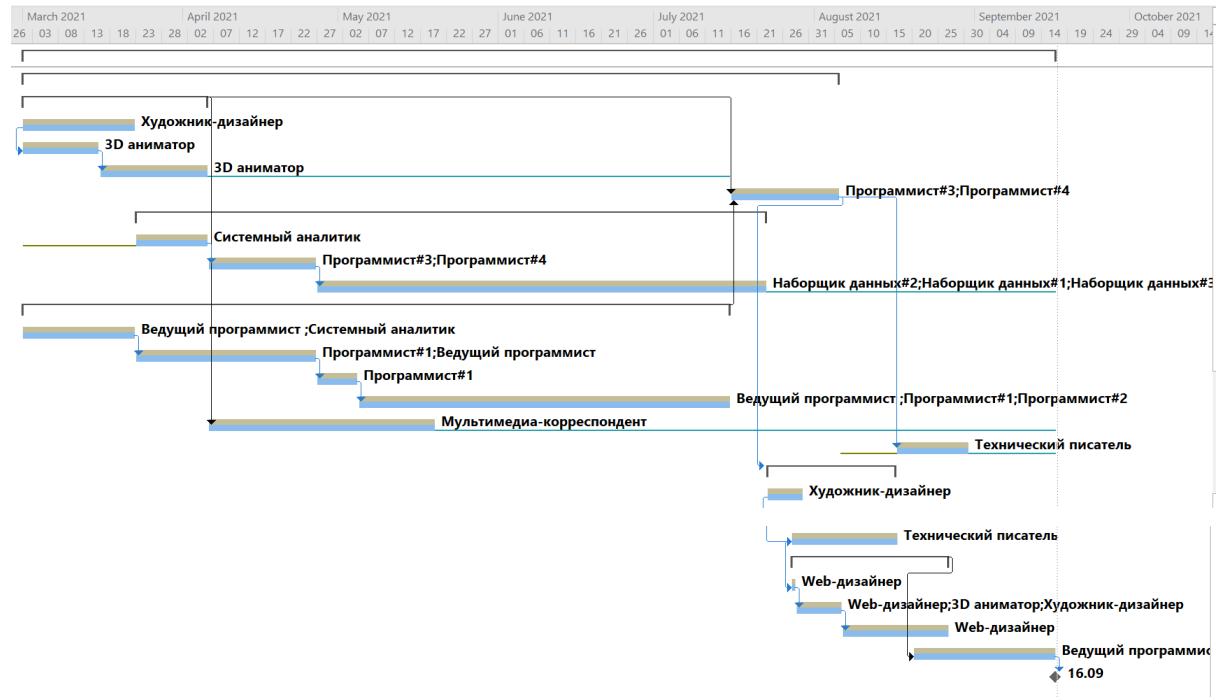 March 2021 April 2021 May 2021 June 2021 July 2021 August 2021 September 2021 October 2021
26 03 08 13 18 23 28 02 07 12 17 22 27 02 07 12 17 22 27 01 06 11 16 21 26 01 06 11 16 21 26 31 05 10 15 20 25 30 04 09 14 19 24 29 04 09 14
Художник-дизайнер
3D аниматор
3D аниматор
Программист#3;Программист#4
Системный аналитик
Программист#3;Программист#4
Наборщик данных#2;Наборщик данных#1;Наборщик данных#3
Ведущий программист ;Системный аналитик
Программист#1;Ведущий программист
Программист#1
Ведущий программист ;Программист#1;Программист#2
Мультимедиа-корреспондент
Технический писатель
Художник-дизайнер
Технический писатель
Web-дизайнер
Web-дизайнер;3D аниматор;Художник-дизайнер
Web-дизайнер
Ведущий программис
16.09